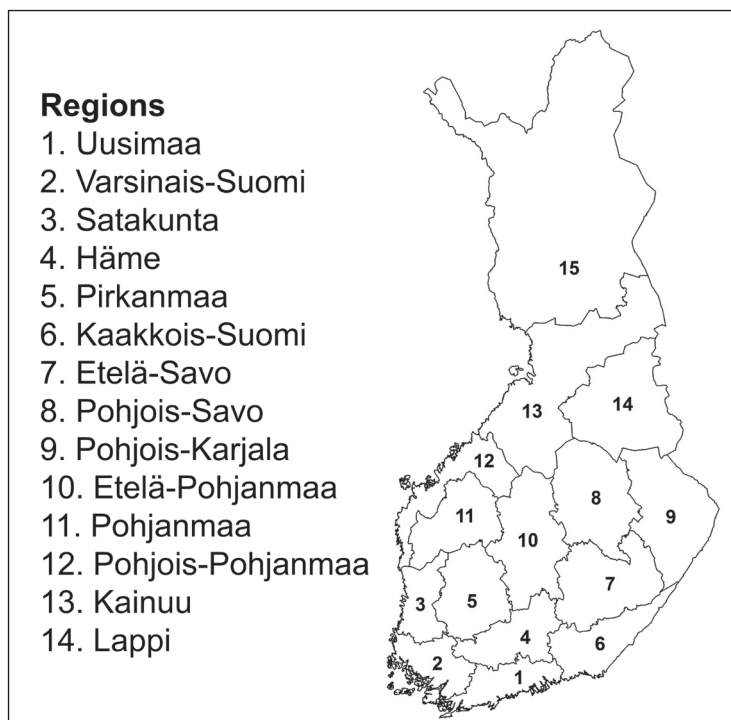 Regions
1. Uusimaa
2. Varsinais-Suomi
3. Satakunta
4. Häme
5. Pirkanmaa
6. Kaakkois-Suomi
7. Etelä-Savo
8. Pohjois-Savo
9. Pohjois-Karjala
10. Etelä-Pohjanmaa
11. Pohjanmaa
12. Pohjois-Pohjanmaa
13. Kainuu
14. Lappi
15
14
13
12
11
8
9
10
7
5
3
4
6
2
1